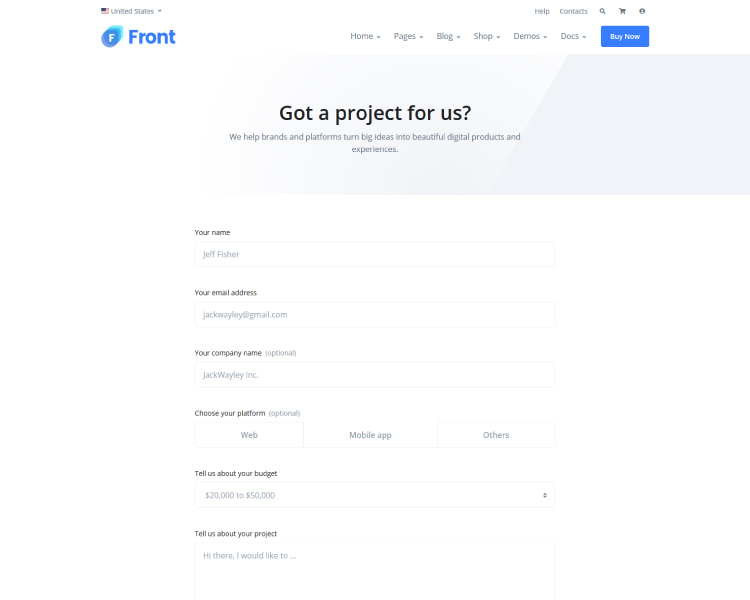 United States
Help Contacts
F Front
Home Pages Blog Shop Demos Docs Buy Now
Got a project for us?
We help brands and platforms turn big ideas into beautiful digital products and
experiences.
Your name
Jeff Fisher
Your email address
jackwayley@gmail.com
Your company name (optional)
JackWayley Inc.
Choose your platform (optional)
Web Mobile app Others
Tell us about your budget
$20,000 to $50,000
Tell us about your project
Hi there, I would like to ...